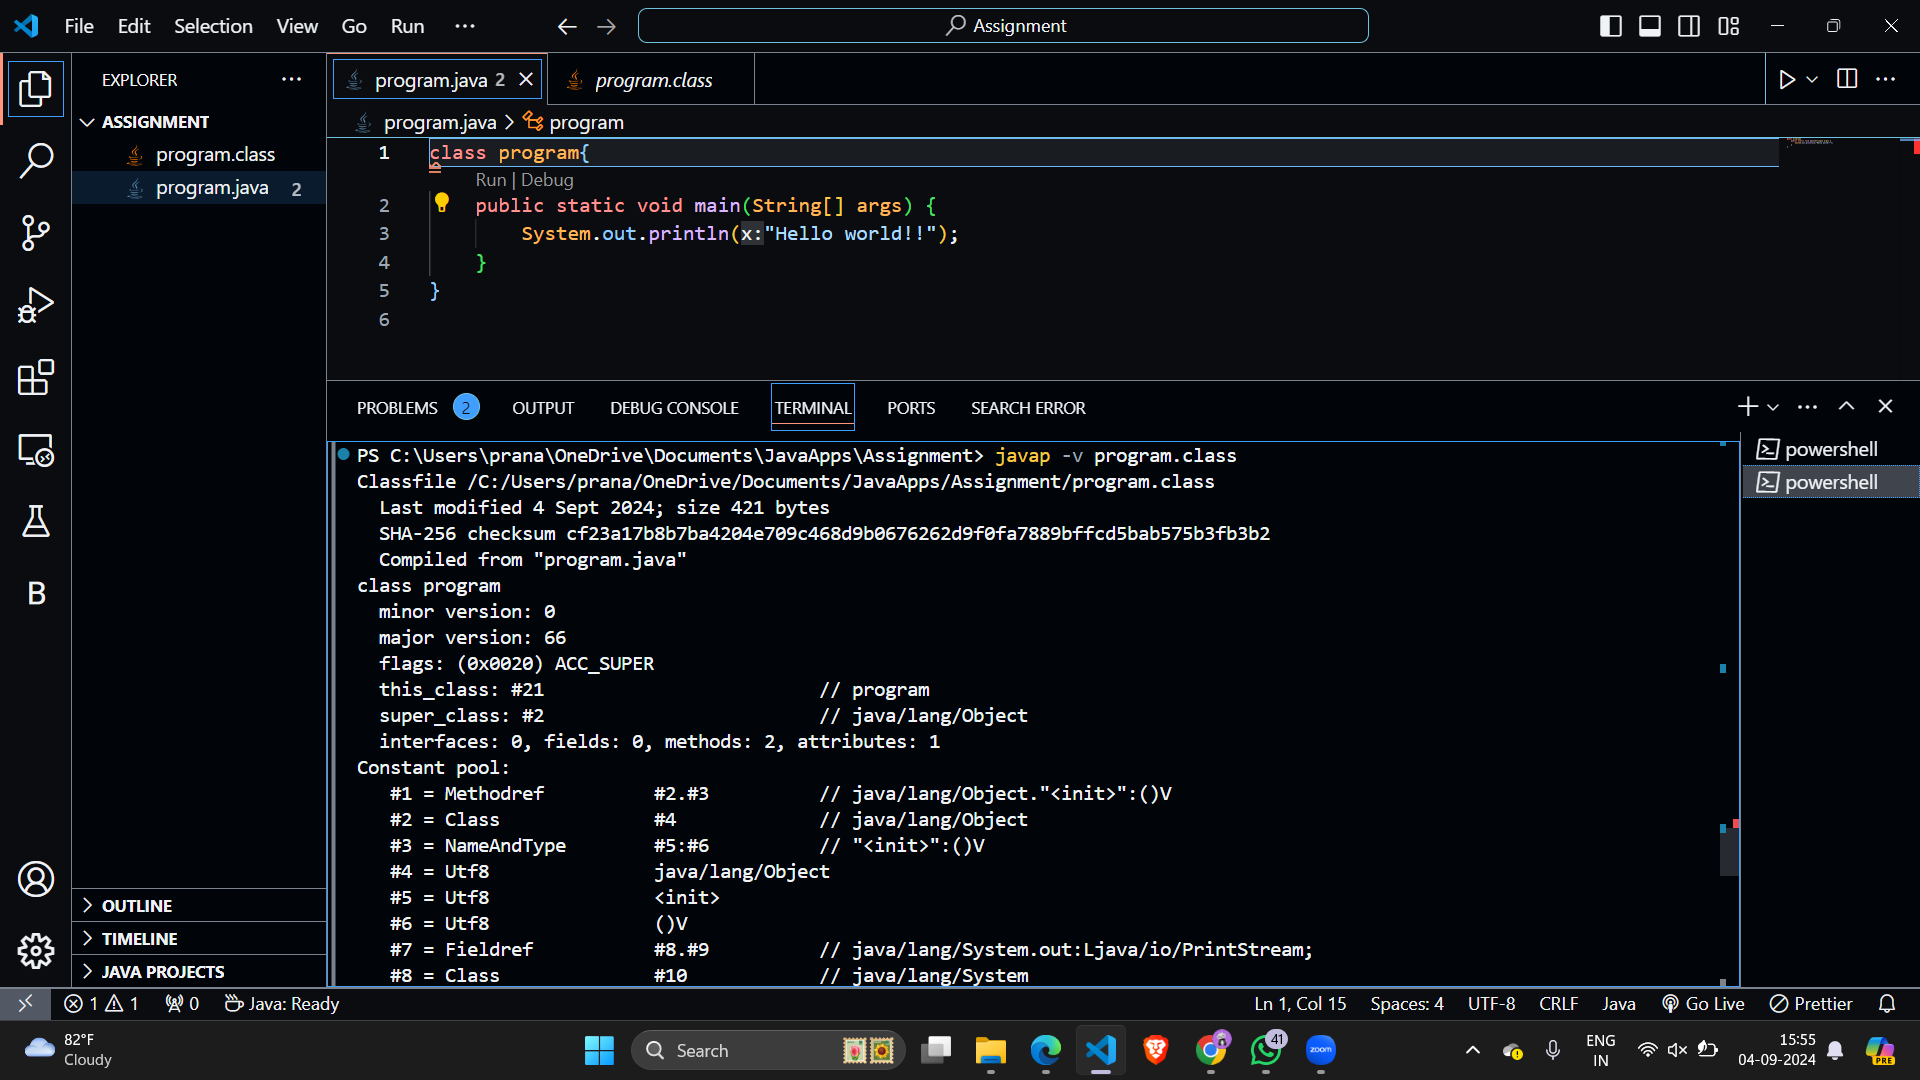 File Edit Selection View Go Run ···
Assignment
EXPLORER
ASSIGNMENT
program.class
program.java 2
OUTLINE
TIMELINE
JAVA PROJECTS
program.java 2
program.class
program.java > program
1 class program{
Run | Debug
2 public static void main(String[] args) {
3 System.out.println(x:"Hello world!!");
4 }
5 }
6
PROBLEMS 2 OUTPUT DEBUG CONSOLE TERMINAL PORTS SEARCH ERROR
PS C:\Users\prana\OneDrive\Documents\JavaApps\Assignment> javap -v program.class
Classfile /C:/Users/prana/OneDrive/Documents/JavaApps/Assignment/program.class
Last modified 4 Sept 2024; size 421 bytes
SHA-256 checksum cf23a17b8b7ba4204e709c468d9b0676262d9f0fa7889bffcd5bab575b3fb3b2
Compiled from "program.java"
class program
minor version: 0
major version: 66
flags: (0x0020) ACC_SUPER
this_class: #21 // program
super_class: #2 // java/lang/Object
interfaces: 0, fields: 0, methods: 2, attributes: 1
Constant pool:
#1 = Methodref #2.#3 // java/lang/Object."<init>":()V
#2 = Class #4 // java/lang/Object
#3 = NameAndType #5:#6 // "<init>":()V
#4 = Utf8 java/lang/Object
#5 = Utf8 <init>
#6 = Utf8 ()V
#7 = Fieldref #8.#9 // java/lang/System.out:Ljava/io/PrintStream;
#8 = Class #10 // java/lang/System
powershell
powershell
B
1 1 0 Java: Ready
Ln 1, Col 15 Spaces: 4 UTF-8 CRLF Java Go Live Prettier
82°F
Cloudy
Search
41
zoom
ENG
IN
15:55
04-09-2024
PRE